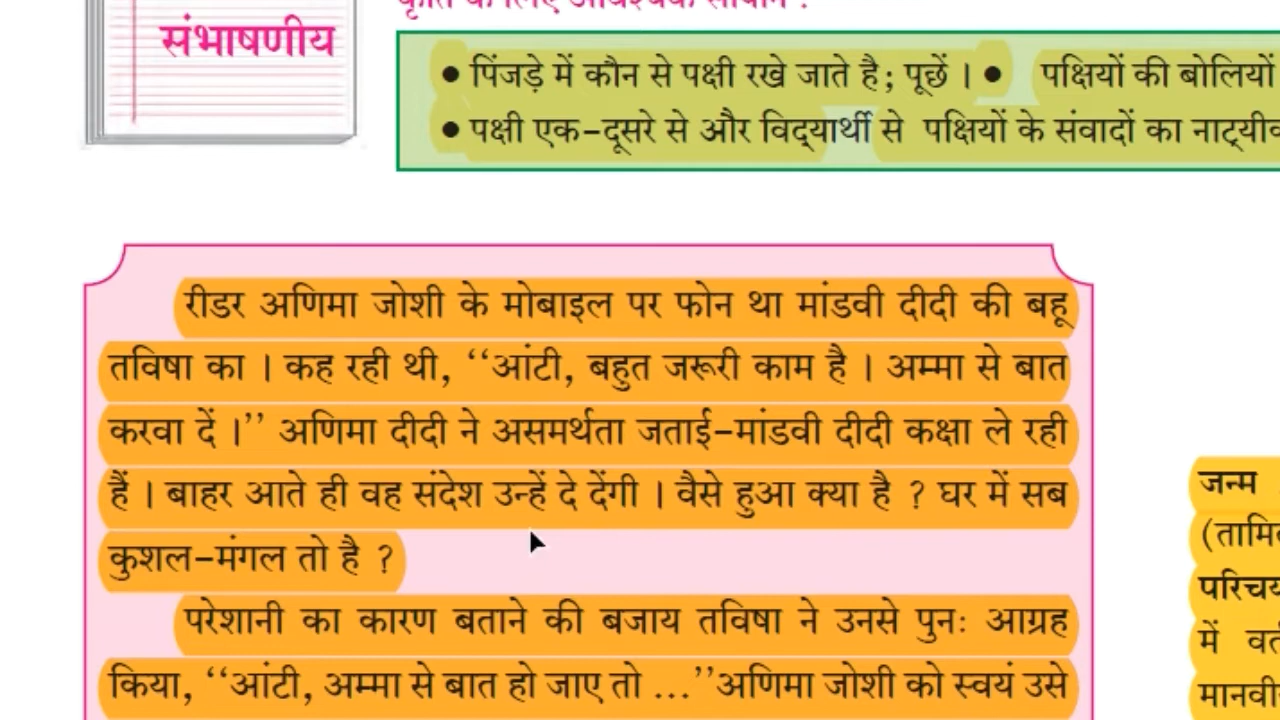 संभाषणीय
● पिंजड़े में कौन से पक्षी रखे जाते है; पूछें । ● पक्षियों की बोलियों
● पक्षी एक-दूसरे से और विद्यार्थी से पक्षियों के संवादों का
रीडर अणिमा जोशी के मोबाइल पर फोन था मांडवी दीदी की बहू
तविषा का । कह रही थी, ‘‘आंटी, बहुत जरूरी काम है । अम्मा से बात
करवा दें ।’’ अणिमा दीदी ने असमर्थता जताई-मांडवी दीदी कक्षा ले रही
हैं । बाहर आते ही वह संदेश उन्हें दे देंगी । वैसे हुआ क्या है ? घर में सब
कुशल-मंगल तो है ?
परेशानी का कारण बताने की बजाय तविषा ने उनसे पुनः आग्रह
किया, ‘‘आंटी, अम्मा से बात हो जाए तो ...’’अणिमा जोशी को स्वयं उसे
जन्म
परिचय
में